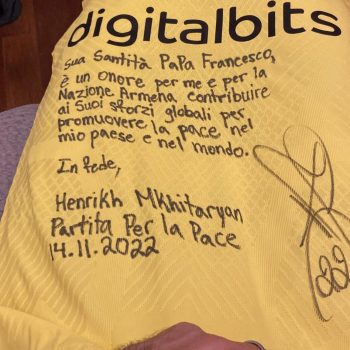 digitalbits
Sua Santità Papa Francesco,
è un onore per me e per la
Nazione Armena contribuire
ai Suoi sforzi globali per
promuovere la pace nel
mio paese e nel mondo.
In fede,
Henrikh Mkhitaryan
Partita Per la Pace
14.11.2022